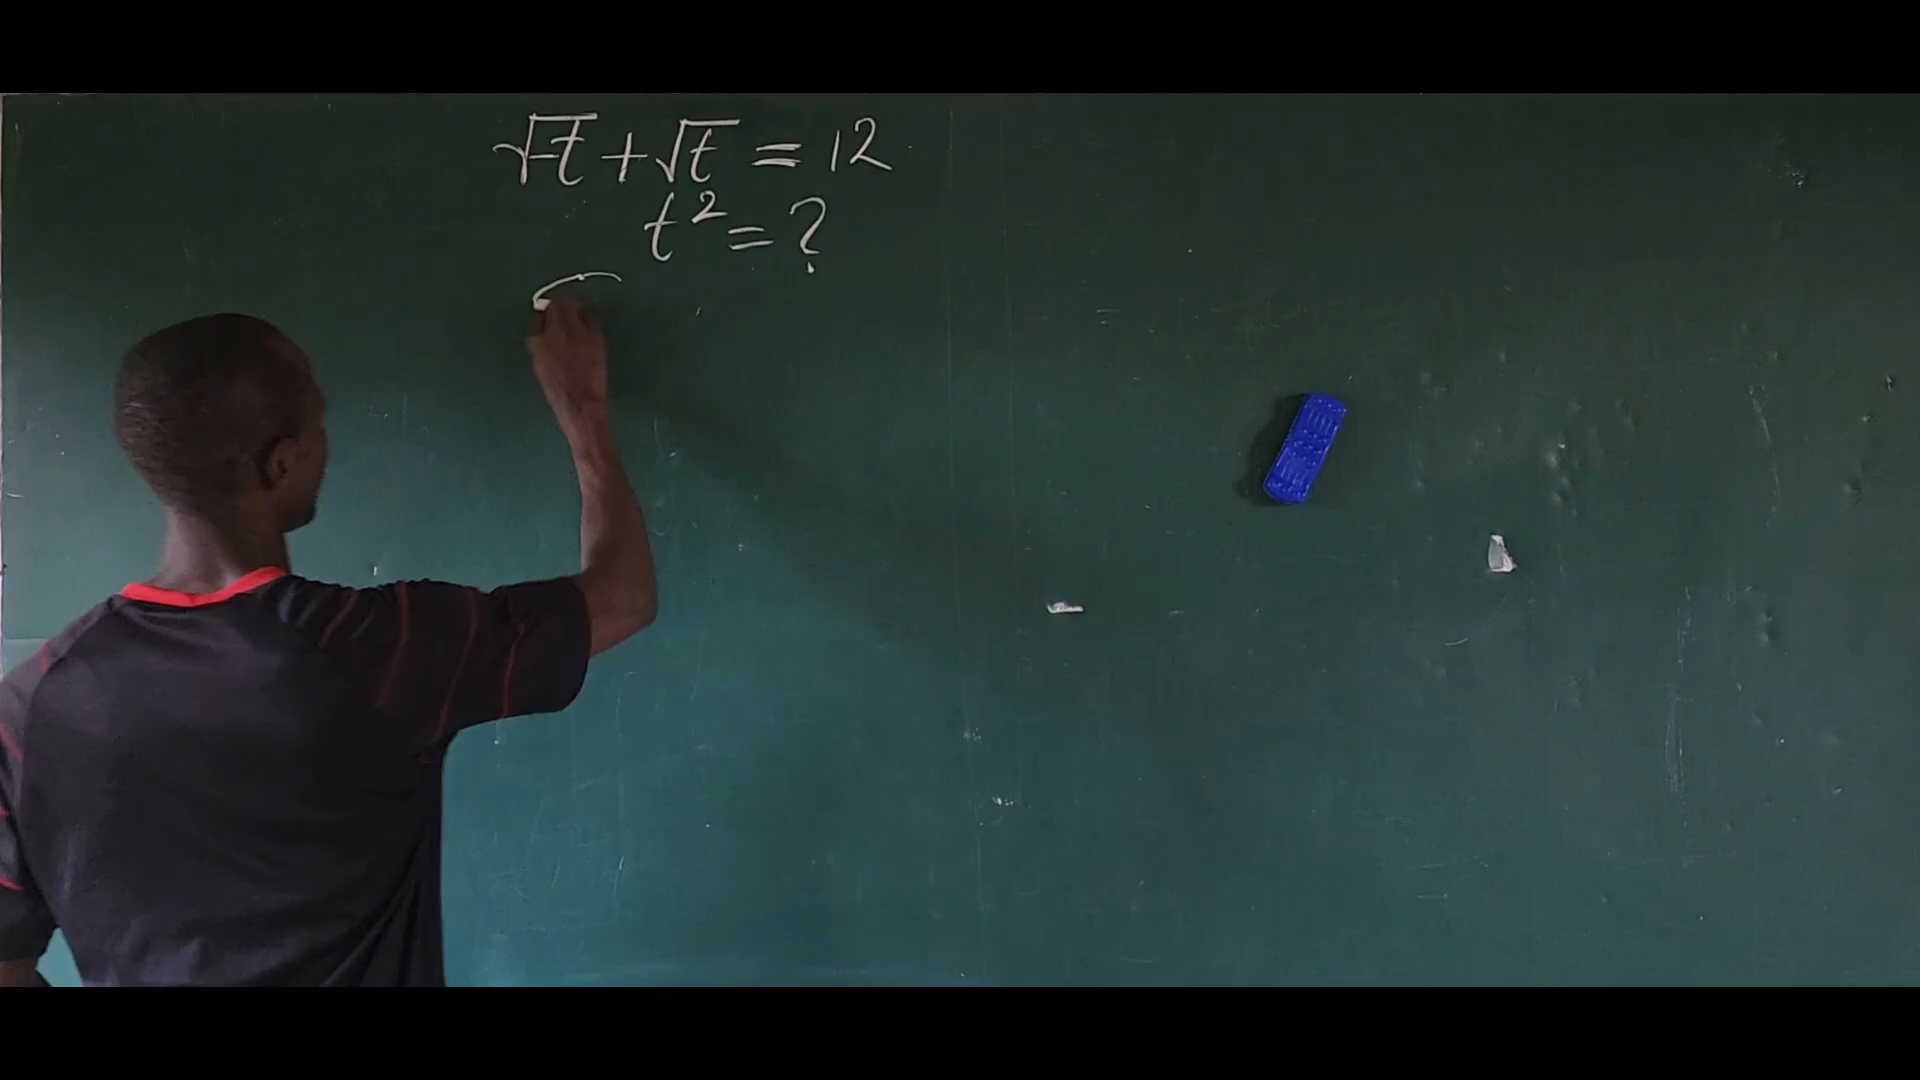 √-t + √t = 12
t² = ?